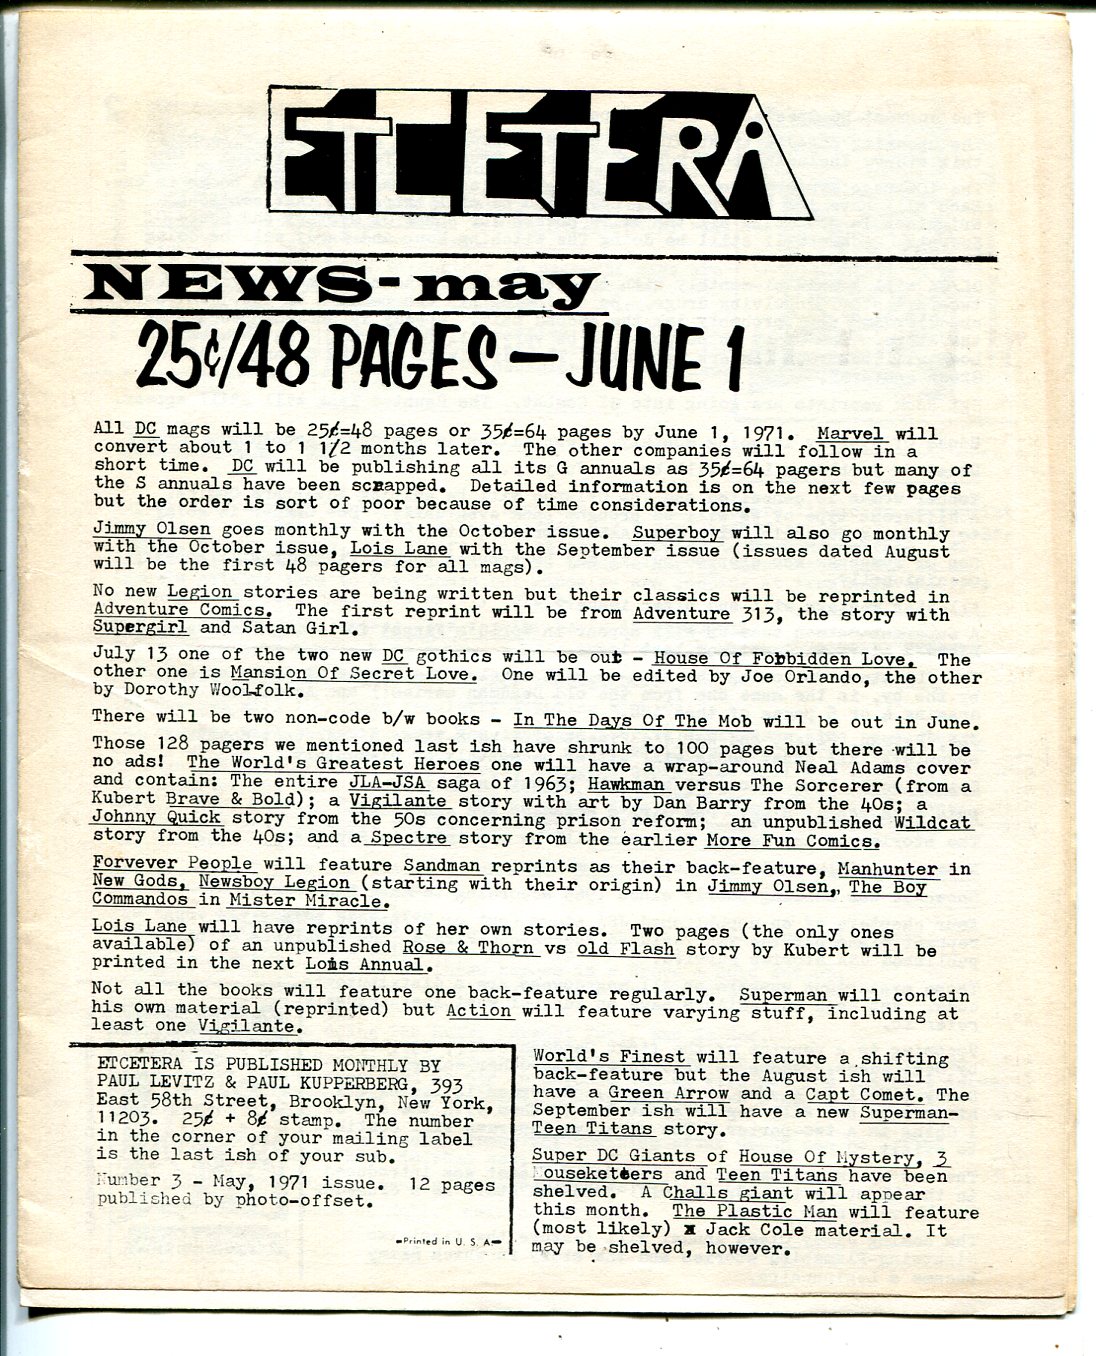 ETCETERA
NEWS-may
25¢/48 PAGES — JUNE 1
All DC mags will be 25¢=48 pages or 35¢=64 pages by June 1, 1971. Marvel will
convert about 1 to 1 1/2 months later. The other companies will follow in a
short time. DC will be publishing all its G annuals as 35¢=64 pagers but many of
the S annuals have been scrapped. Detailed information is on the next few pages
but the order is sort of poor because of time considerations.
Jimmy Olsen goes monthly with the October issue. Superboy will also go monthly
with the October issue, Lois Lane with the September issue (issues dated August
will be the first 48 pagers for all mags).
No new Legion stories are being written but their classics will be reprinted in
Adventure Comics. The first reprint will be from Adventure 313, the story with
Supergirl and Satan Girl.
July 13 one of the two new DC gothics will be out - House Of Forbidden Love. The
other one is Mansion Of Secret Love. One will be edited by Joe Orlando, the other
by Dorothy Woolfolk.
There will be two non-code b/w books - In The Days Of The Mob will be out in June.
Those 128 pagers we mentioned last ish have shrunk to 100 pages but there will be
no ads! The World's Greatest Heroes one will have a wrap-around Neal Adams cover
and contain: The entire JLA-JSA saga of 1963; Hawkman versus The Sorcerer (from a
Kubert Brave & Bold); a Vigilante story with art by Dan Barry from the 40s; a
Johnny Quick story from the 50s concerning prison reform; an unpublished Wildcat
story from the 40s; and a Spectre story from the earlier More Fun Comics.
Forvever People will feature Sandman reprints as their back-feature, Manhunter in
New Gods, Newsboy Legion (starting with their origin) in Jimmy Olsen,, The Boy
Commandos in Mister Miracle.
Lois Lane will have reprints of her own stories. Two pages (the only ones
available) of an unpublished Rose & Thorn vs old Flash story by Kubert will be
printed in the next Lois Annual.
Not all the books will feature one back-feature regularly. Superman will contain
his own material (reprinted) but Action will feature varying stuff, including at
least one Vigilante.
ETCETERA IS PUBLISHED MONTHLY BY
PAUL LEVITZ & PAUL KUPPERBERG, 393
East 58th Street, Brooklyn, New York,
11203. 25¢ + 8¢ stamp. The number
in the corner of your mailing label
is the last ish of your sub.
Number 3 - May, 1971 issue. 12 pages
published by photo-offset.
Printed in U. S. A
World's Finest will feature a shifting
back-feature but the August ish will
have a Green Arrow and a Capt Comet. The
September ish will have a new Superman-
Teen Titans story.
Super DC Giants of House Of Mystery, 3
Mouseketeers and Teen Titans have been
shelved. A Challs giant will appear
this month. The Plastic Man will feature
(most likely) Jack Cole material. It
may be shelved, however.